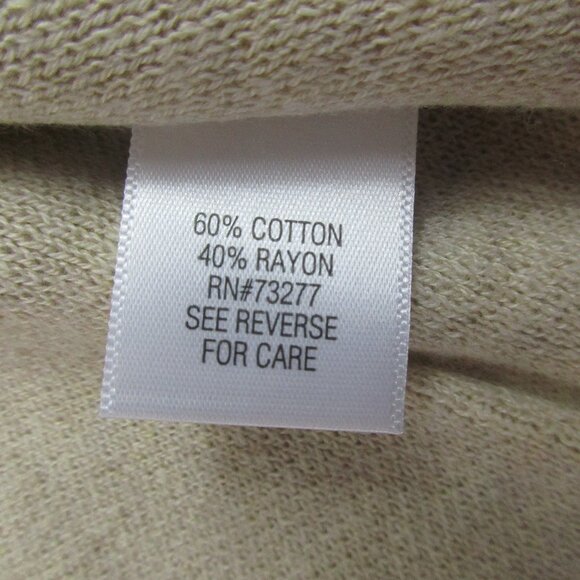 60% COTTON
40% RAYON
RN#73277
SEE REVERSE
FOR CARE